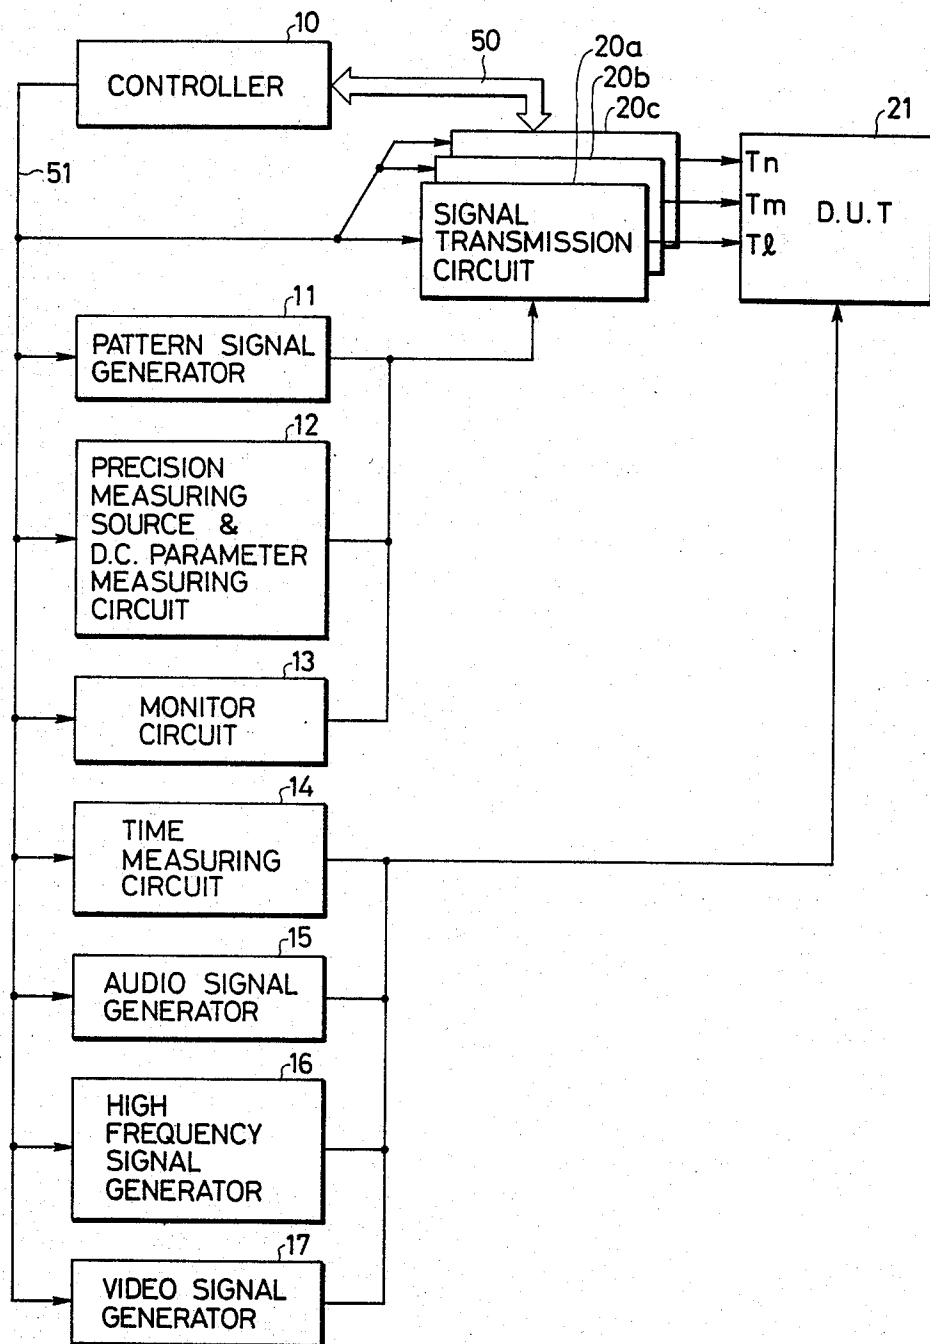 10
CONTROLLER
50
20a
20b
20c
21
51
Tn
Tm
Tℓ
D.U.T
SIGNAL
TRANSMISSION
CIRCUIT
11
PATTERN SIGNAL
GENERATOR
12
PRECISION
MEASURING
SOURCE &
D.C. PARAMETER
MEASURING
CIRCUIT
13
MONITOR
CIRCUIT
14
TIME
MEASURING
CIRCUIT
15
AUDIO SIGNAL
GENERATOR
16
HIGH
FREQUENCY
SIGNAL
GENERATOR
17
VIDEO SIGNAL
GENERATOR